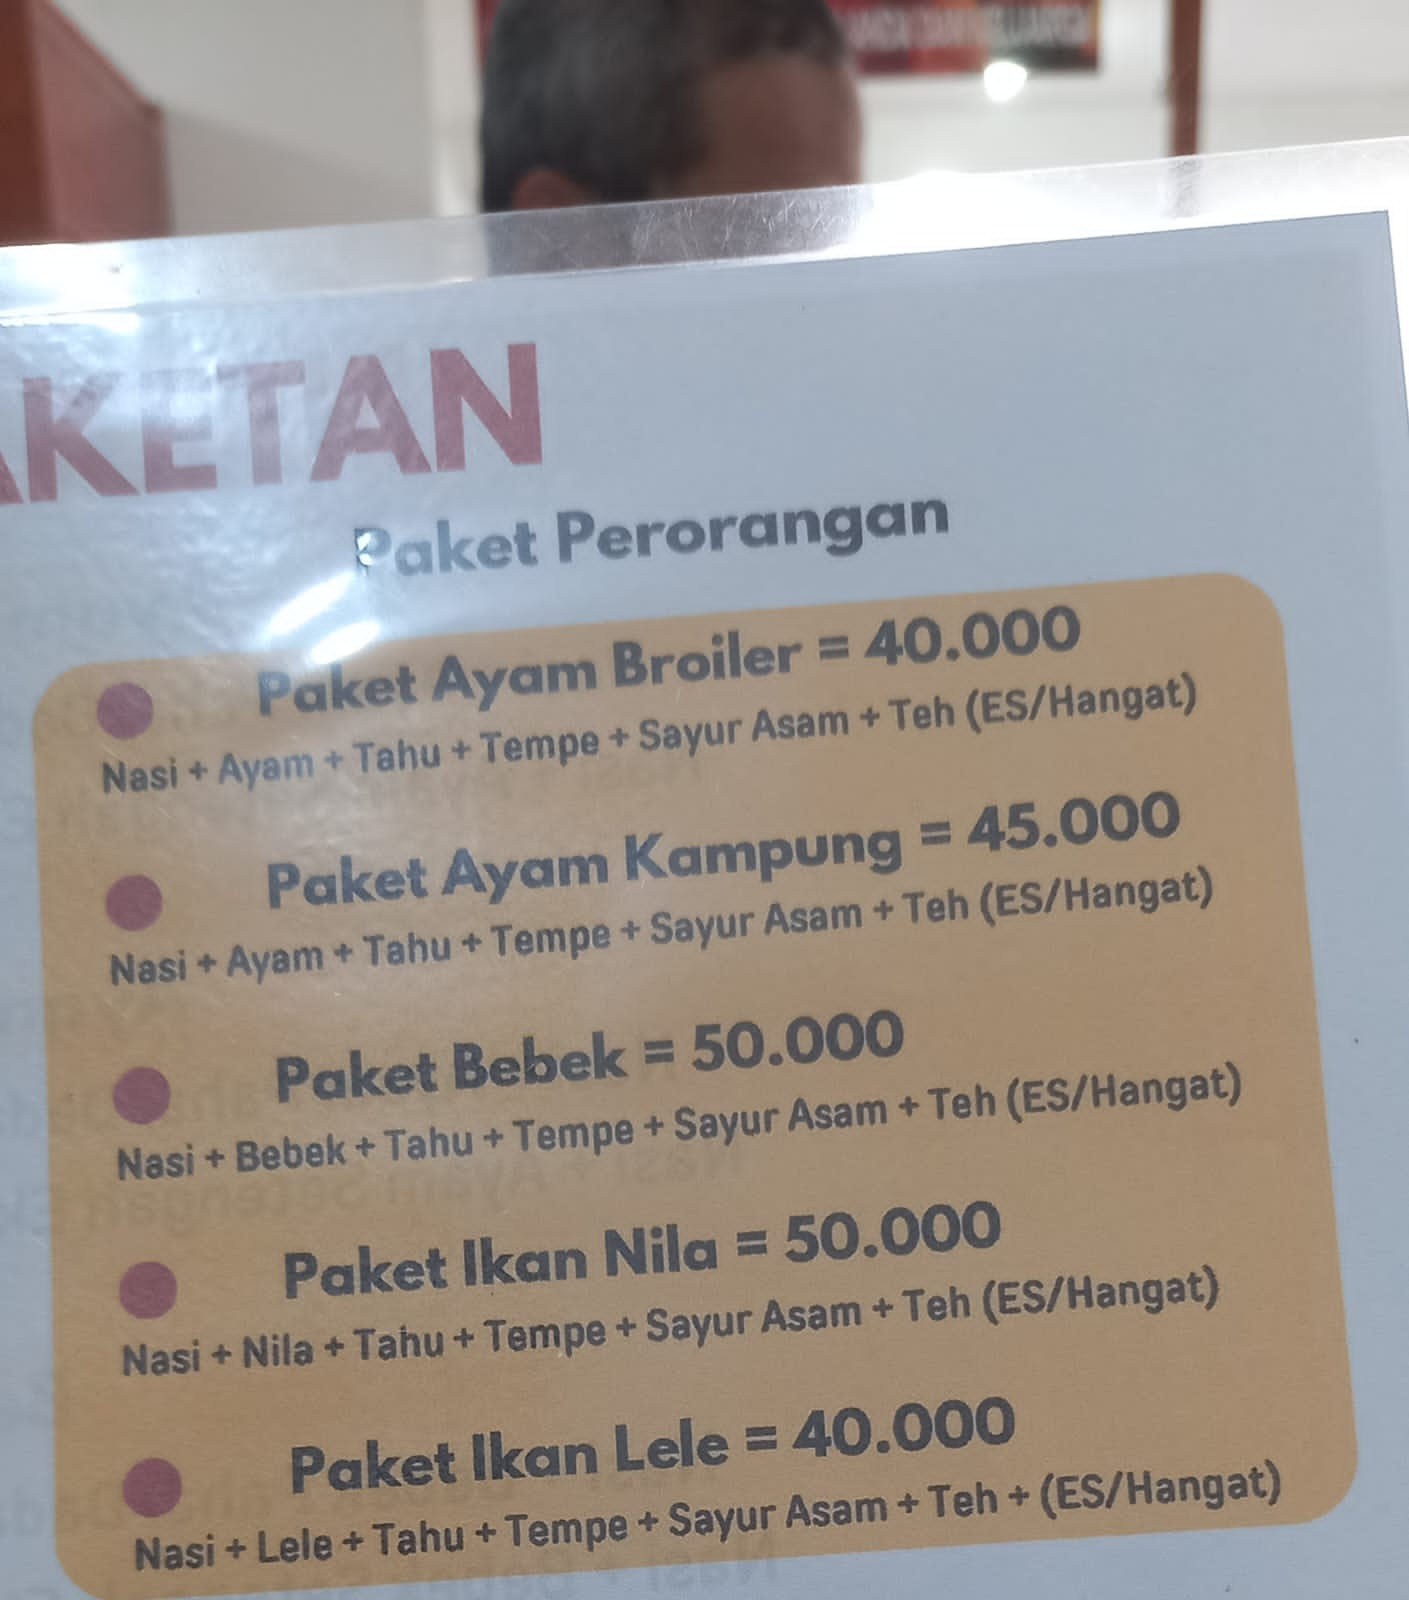 AKETAN
Paket Perorangan
Paket Ayam Broiler = 40.000
Nasi + Ayam + Tahu + Tempe + Sayur Asam + Teh (ES/Hangat)
Paket Ayam Kampung = 45.000
Nasi + Ayam + Tahu + Tempe + Sayur Asam + Teh (ES/Hangat)
Paket Bebek = 50.000
Nasi + Bebek + Tahu + Tempe + Sayur Asam + Teh (ES/Hangat)
Paket Ikan Nila = 50.000
Nasi + Nila + Tahu + Tempe + Sayur Asam + Teh (ES/Hangat)
Paket Ikan Lele = 40.000
Nasi + Lele + Tahu + Tempe + Sayur Asam + Teh + (ES/Hangat)